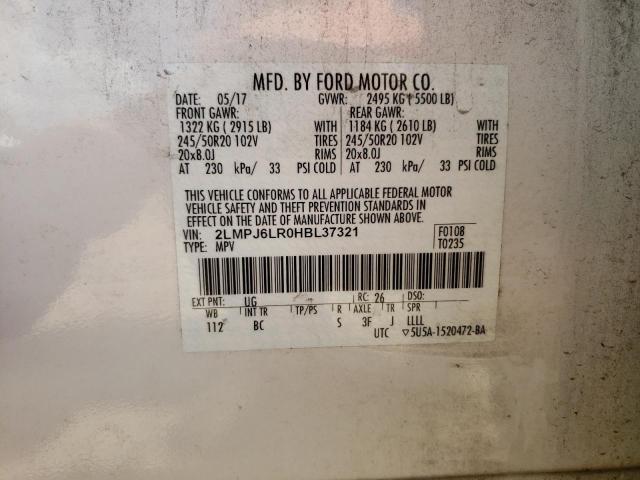 MFD. BY FORD MOTOR CO.
DATE: 05/17 GVWR: 2495 KG ( 5500 LB)
FRONT GAWR: REAR GAWR:
1322 KG ( 2915 LB) WITH 1184 KG ( 2610 LB) WITH
245/50R20 102V TIRES 245/50R20 102V TIRES
20x8.0J RIMS 20x8.0J RIMS
AT 230 kPa/ 33 PSI COLD AT 230 kPa/ 33 PSI COLD
THIS VEHICLE CONFORMS TO ALL APPLICABLE FEDERAL MOTOR
VEHICLE SAFETY AND THEFT PREVENTION STANDARDS IN
EFFECT ON THE DATE OF MANUFACTURE SHOWN ABOVE.
VIN: 2LMPJ6LR0HBL37321 F0108
TYPE: MPV T0235
EXT PNT: UG RC: 26 DSO:
WB INT TR TP/PS R AXLE TR SPR
112 BC S 3F J LLLL
UTC ▽5U5A-1520472-BA